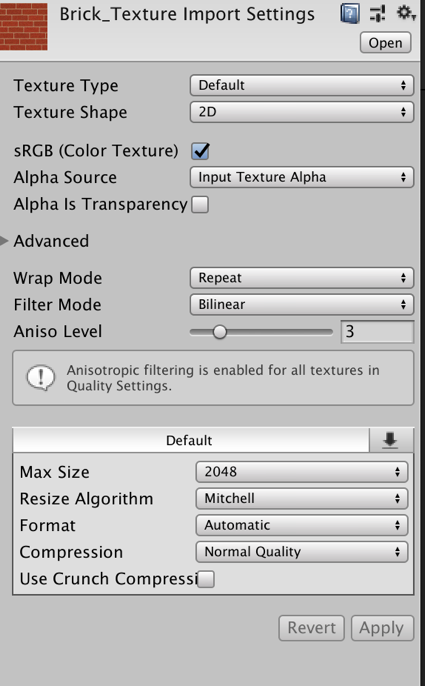 Brick_Texture Import Settings
Open
Texture Type Default
Texture Shape 2D
sRGB (Color Texture)
Alpha Source Input Texture Alpha
Alpha Is Transparency
Advanced
Wrap Mode Repeat
Filter Mode Bilinear
Aniso Level 3
Anisotropic filtering is enabled for all textures in
Quality Settings.
Default
Max Size 2048
Resize Algorithm Mitchell
Format Automatic
Compression Normal Quality
Use Crunch Compressi
Revert Apply